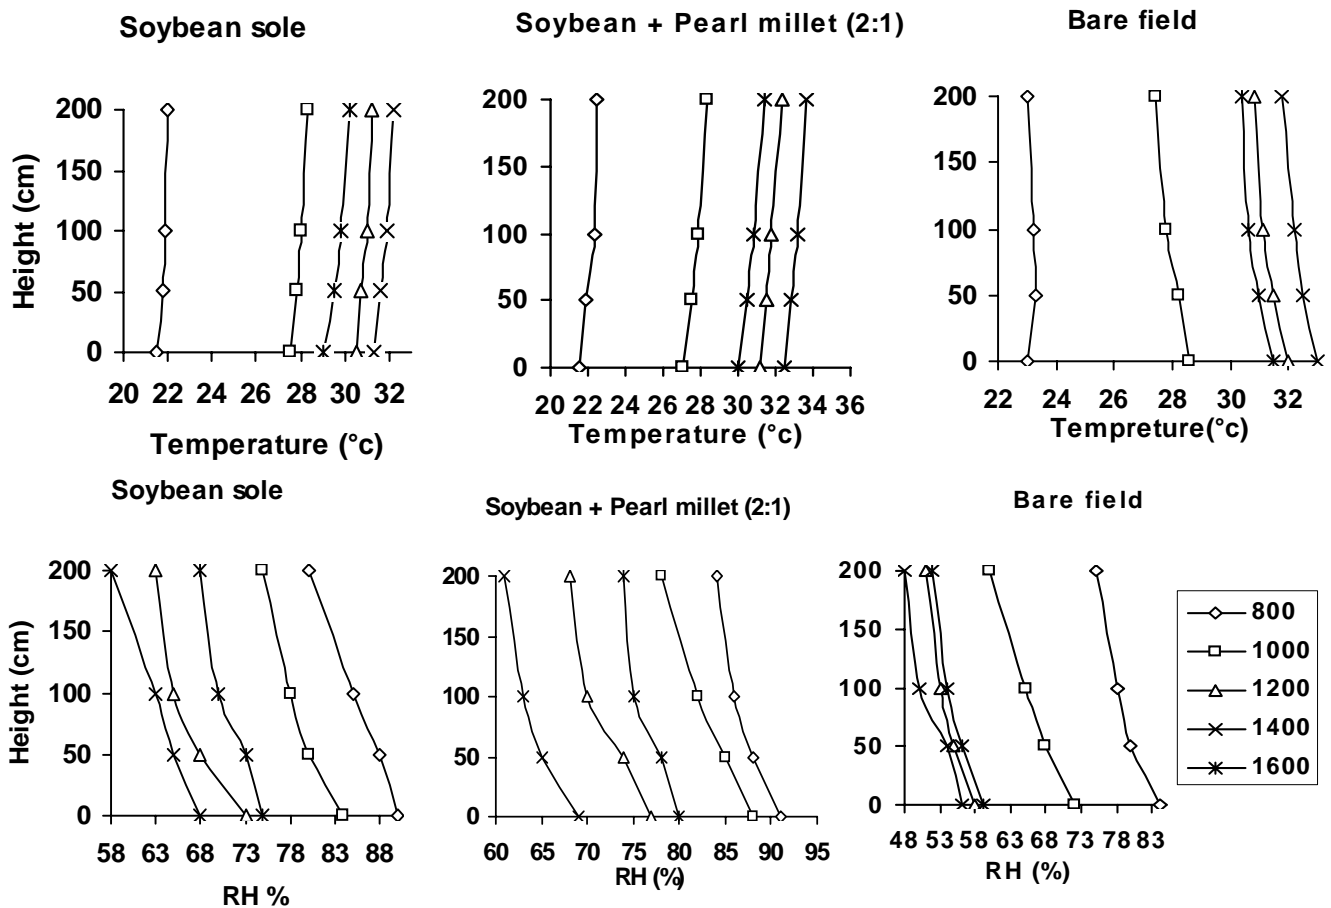 Soybean sole
Soybean + Pearl millet (2:1)
Bare field
Height (cm)
200
150
100
50
0
20 22 24 26 28 30 32
Temperature (°c)
200
150
100
50
0
20 22 24 26 28 30 32 34 36
Temperature (°c)
200
150
100
50
0
22 24 26 28 30 32
Tempreture(°c)
Soybean sole
Soybean + Pearl millet (2:1)
Bare field
Height (cm)
200
150
100
50
0
58 63 68 73 78 83 88
RH %
200
150
100
50
0
60 65 70 75 80 85 90 95
RH (%)
200
150
100
50
0
48 53 58 63 68 73 78 83
RH (%)
800
1000
1200
1400
1600